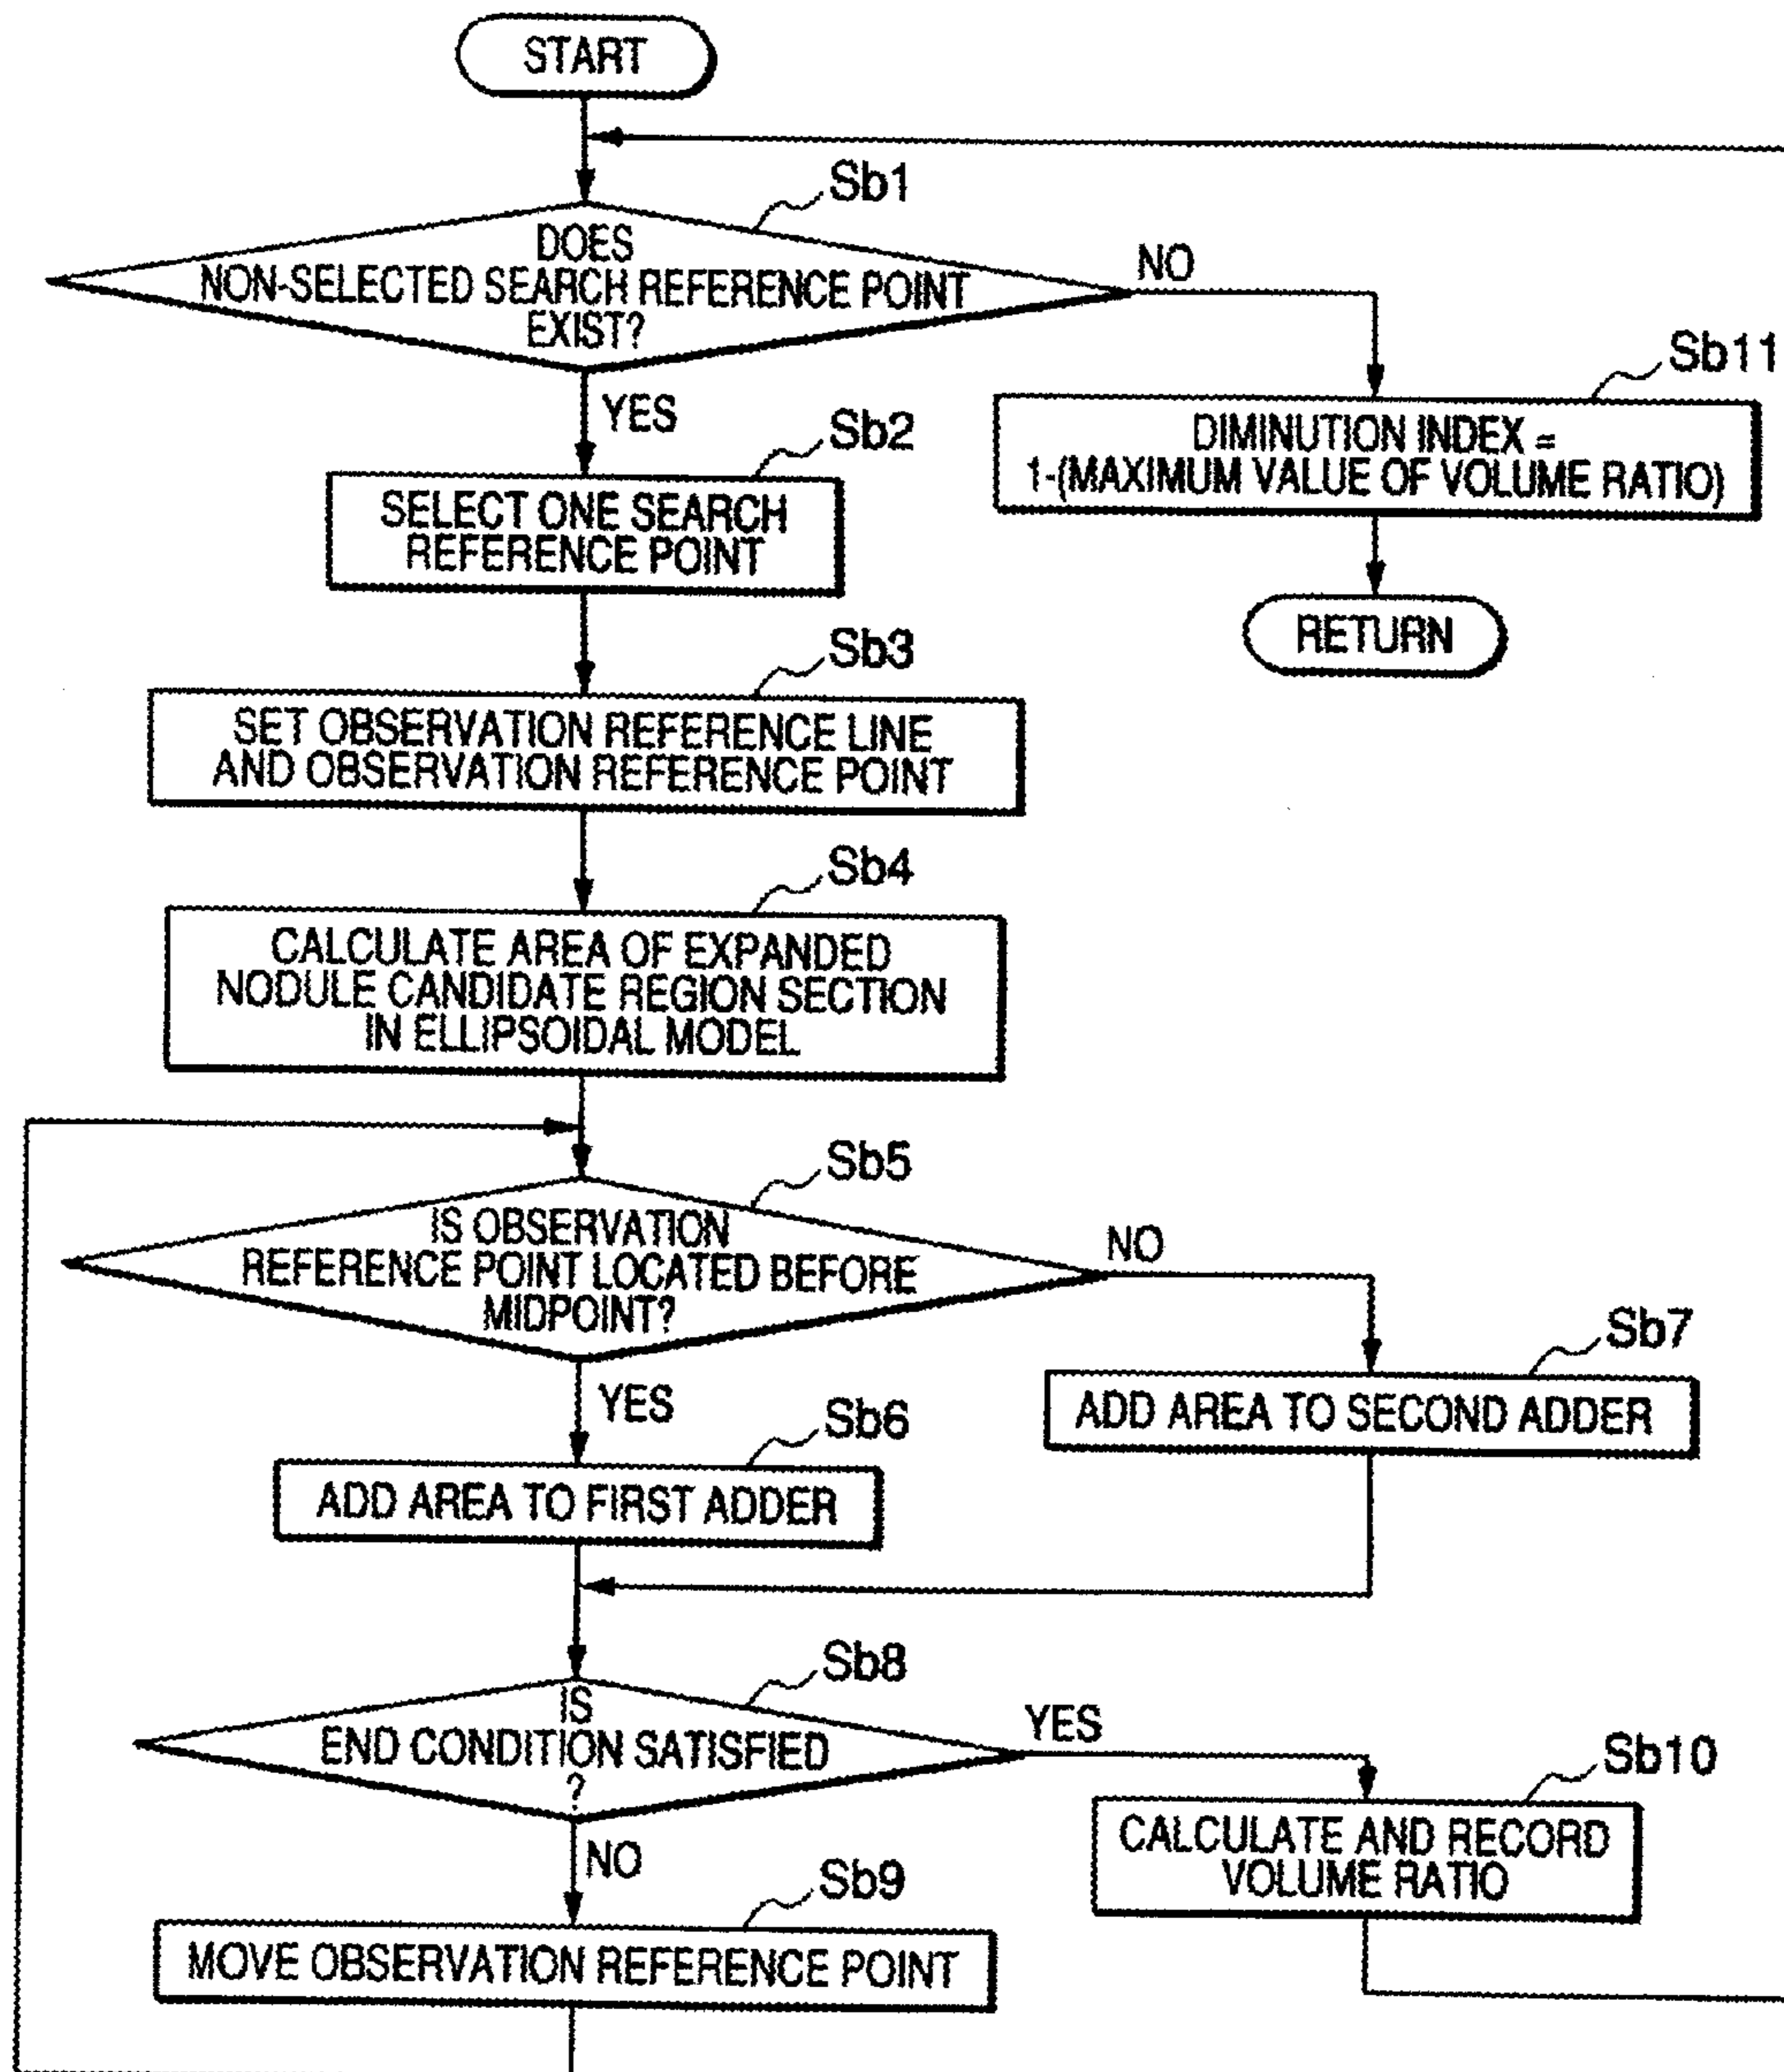 START
Sb1
DOES
NON-SELECTED SEARCH REFERENCE POINT
EXIST?
NO
YES
Sb11
DIMINUTION INDEX =
1-(MAXIMUM VALUE OF VOLUME RATIO)
RETURN
Sb2
SELECT ONE SEARCH
REFERENCE POINT
Sb3
SET OBSERVATION REFERENCE LINE
AND OBSERVATION REFERENCE POINT
Sb4
CALCULATE AREA OF EXPANDED
NODULE CANDIDATE REGION SECTION
IN ELLIPSOIDAL MODEL
Sb5
IS OBSERVATION
REFERENCE POINT LOCATED BEFORE
MIDPOINT?
NO
YES
Sb7
ADD AREA TO SECOND ADDER
Sb6
ADD AREA TO FIRST ADDER
Sb8
IS
END CONDITION SATISFIED
?
YES
NO
Sb10
CALCULATE AND RECORD
VOLUME RATIO
Sb9
MOVE OBSERVATION REFERENCE POINT